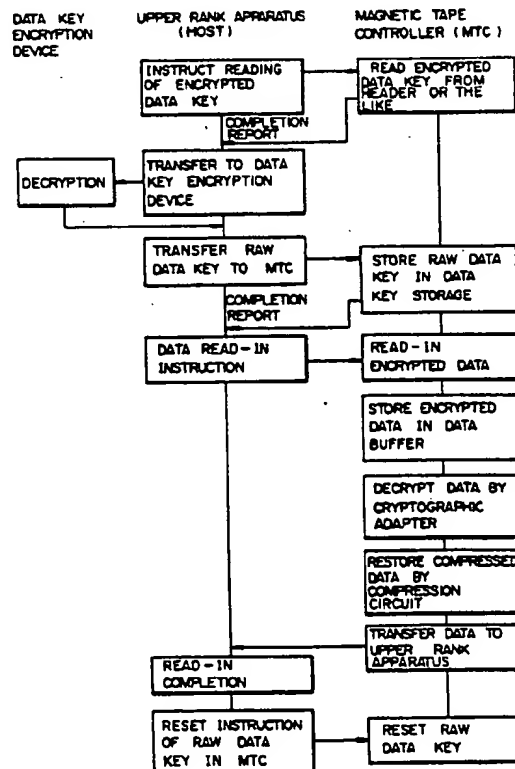 DATA KEY
ENCRYPTION
DEVICE
UPPER RANK APPARATUS
(HOST)
MAGNETIC TAPE
CONTROLLER (MTC)
INSTRUCT READING
OF ENCRYPTED
DATA KEY
READ ENCRYPTED
DATA KEY FROM
HEADER OR THE
LIKE
COMPLETION
REPORT
DECRYPTION
TRANSFER TO DATA
KEY ENCRYPTION
DEVICE
TRANSFER RAW
DATA KEY TO MTC
STORE RAW DATA
KEY IN DATA
KEY STORAGE
COMPLETION
REPORT
DATA READ-IN
INSTRUCTION
READ-IN
ENCRYPTED DATA
STORE ENCRYPTED
DATA IN DATA
BUFFER
DECRYPT DATA BY
CRYPTOGRAPHIC
ADAPTER
RESTORE COMPRESSED
DATA BY
COMPRESSION
CIRCUIT
TRANSFER DATA TO
UPPER RANK
APPARATUS
READ-IN
COMPLETION
RESET INSTRUCTION
OF RAW DATA
KEY IN MTC
RESET RAW
DATA KEY